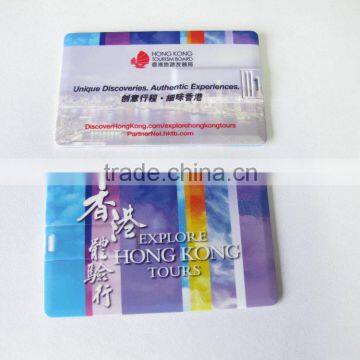 HONG KONG
TOURISM BOARD
香港旅遊發展局
Unique Discoveries. Authentic Experiences.
创意行程・細味香港
DiscoverHongKong.com/explorehongkongtours
PartnerNet.hktb.com
trade.china.cn
香港
體驗行
EXPLORE
HONG KONG
TOURS